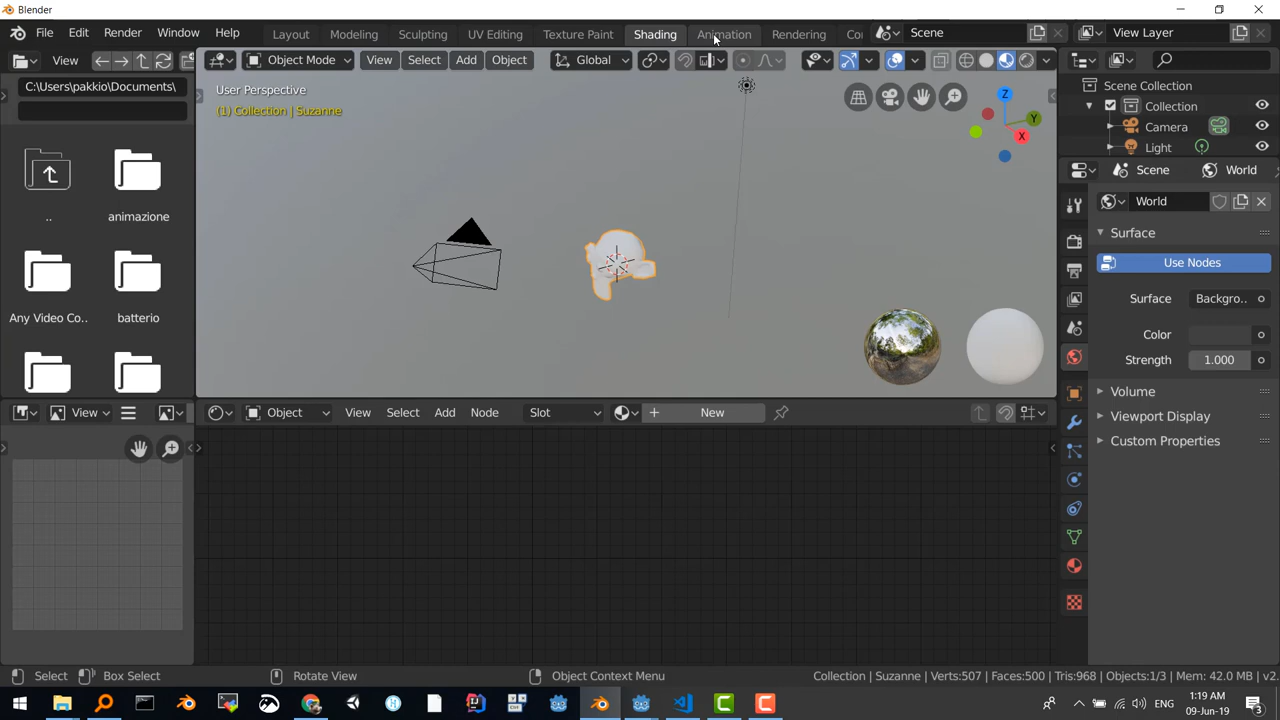 Blender
File Edit Render Window Help Layout Modeling Sculpting UV Editing Texture Paint Shading Animation Rendering Co Scene View Layer
View Object Mode View Select Add Object Global
C:\Users\pakkio\Documents\
User Perspective
(1) Collection | Suzanne
Z
Y
X
..
animazione
Any Video Co..
batterio
Scene Collection
Collection
Camera
Light
Scene World
World
Surface
Use Nodes
Surface Backgro..
Color
Strength 1.000
Volume
Viewport Display
Custom Properties
View Object View Select Add Node Slot New
Select Box Select Rotate View Object Context Menu Collection | Suzanne | Verts:507 | Faces:500 | Tris:968 | Objects:1/3 | Mem: 42.0 MB | v2.
ENG
1:19 AM
09-Jun-19
3